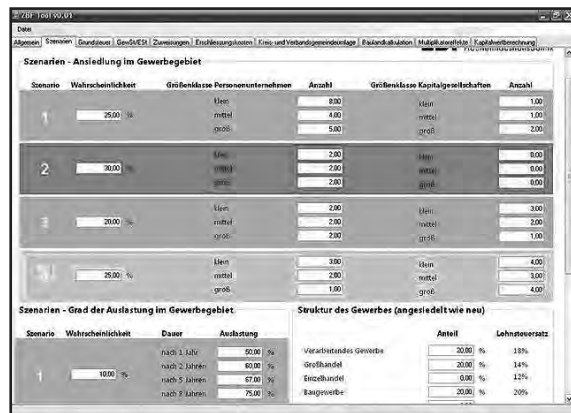 ZBF Tool v0.01
Datei
Allgemein Szenarien Grundsteuer GewSt/ESt Zuweisungen Erschliessungskosten Kreis- und Verbandsgemeindeumlage Baulandkalkulation Multiplikatoreffekte Kapitalwertberechnung
Szenarien - Ansiedlung im Gewerbegebiet
Szenario Wahrscheinlichkeit Größenklasse Personenunternehmen Anzahl Größenklasse Kapitalgesellschaften Anzahl
klein 8,00 klein 1,00
1 25,00 % mittel 4,00 mittel 1,00
groß 5,00 groß 2,00
klein 2,00 klein 0,00
2 30,00 % mittel 2,00 mittel 0,00
groß 2,00 groß 0,00
klein 2,00 klein 3,00
3 20,00 % mittel 2,00 mittel 2,00
groß 2,00 groß 1,00
klein 3,00 klein 4,00
25,00 % mittel 2,00 mittel 3,00
groß 1,00 groß 4,00
Szenarien - Grad der Auslastung im Gewerbegebiet
Szenario Wahrscheinlichkeit Dauer Auslastung
nach 1 Jahr 50,00 %
nach 2 Jahren 60,00 %
1 10,00 % nach 5 Jahren 67,00 %
nach 8 Jahren 75,00 %
Struktur des Gewerbes (angesiedelt wie neu)
Anteil Lohnsteuersatz
Verarbeitendes Gewerbe 20,00 % 18%
Großhandel 20,00 % 14%
Einzelhandel 0,00 % 12%
Baugewerbe 20,00 % 20%